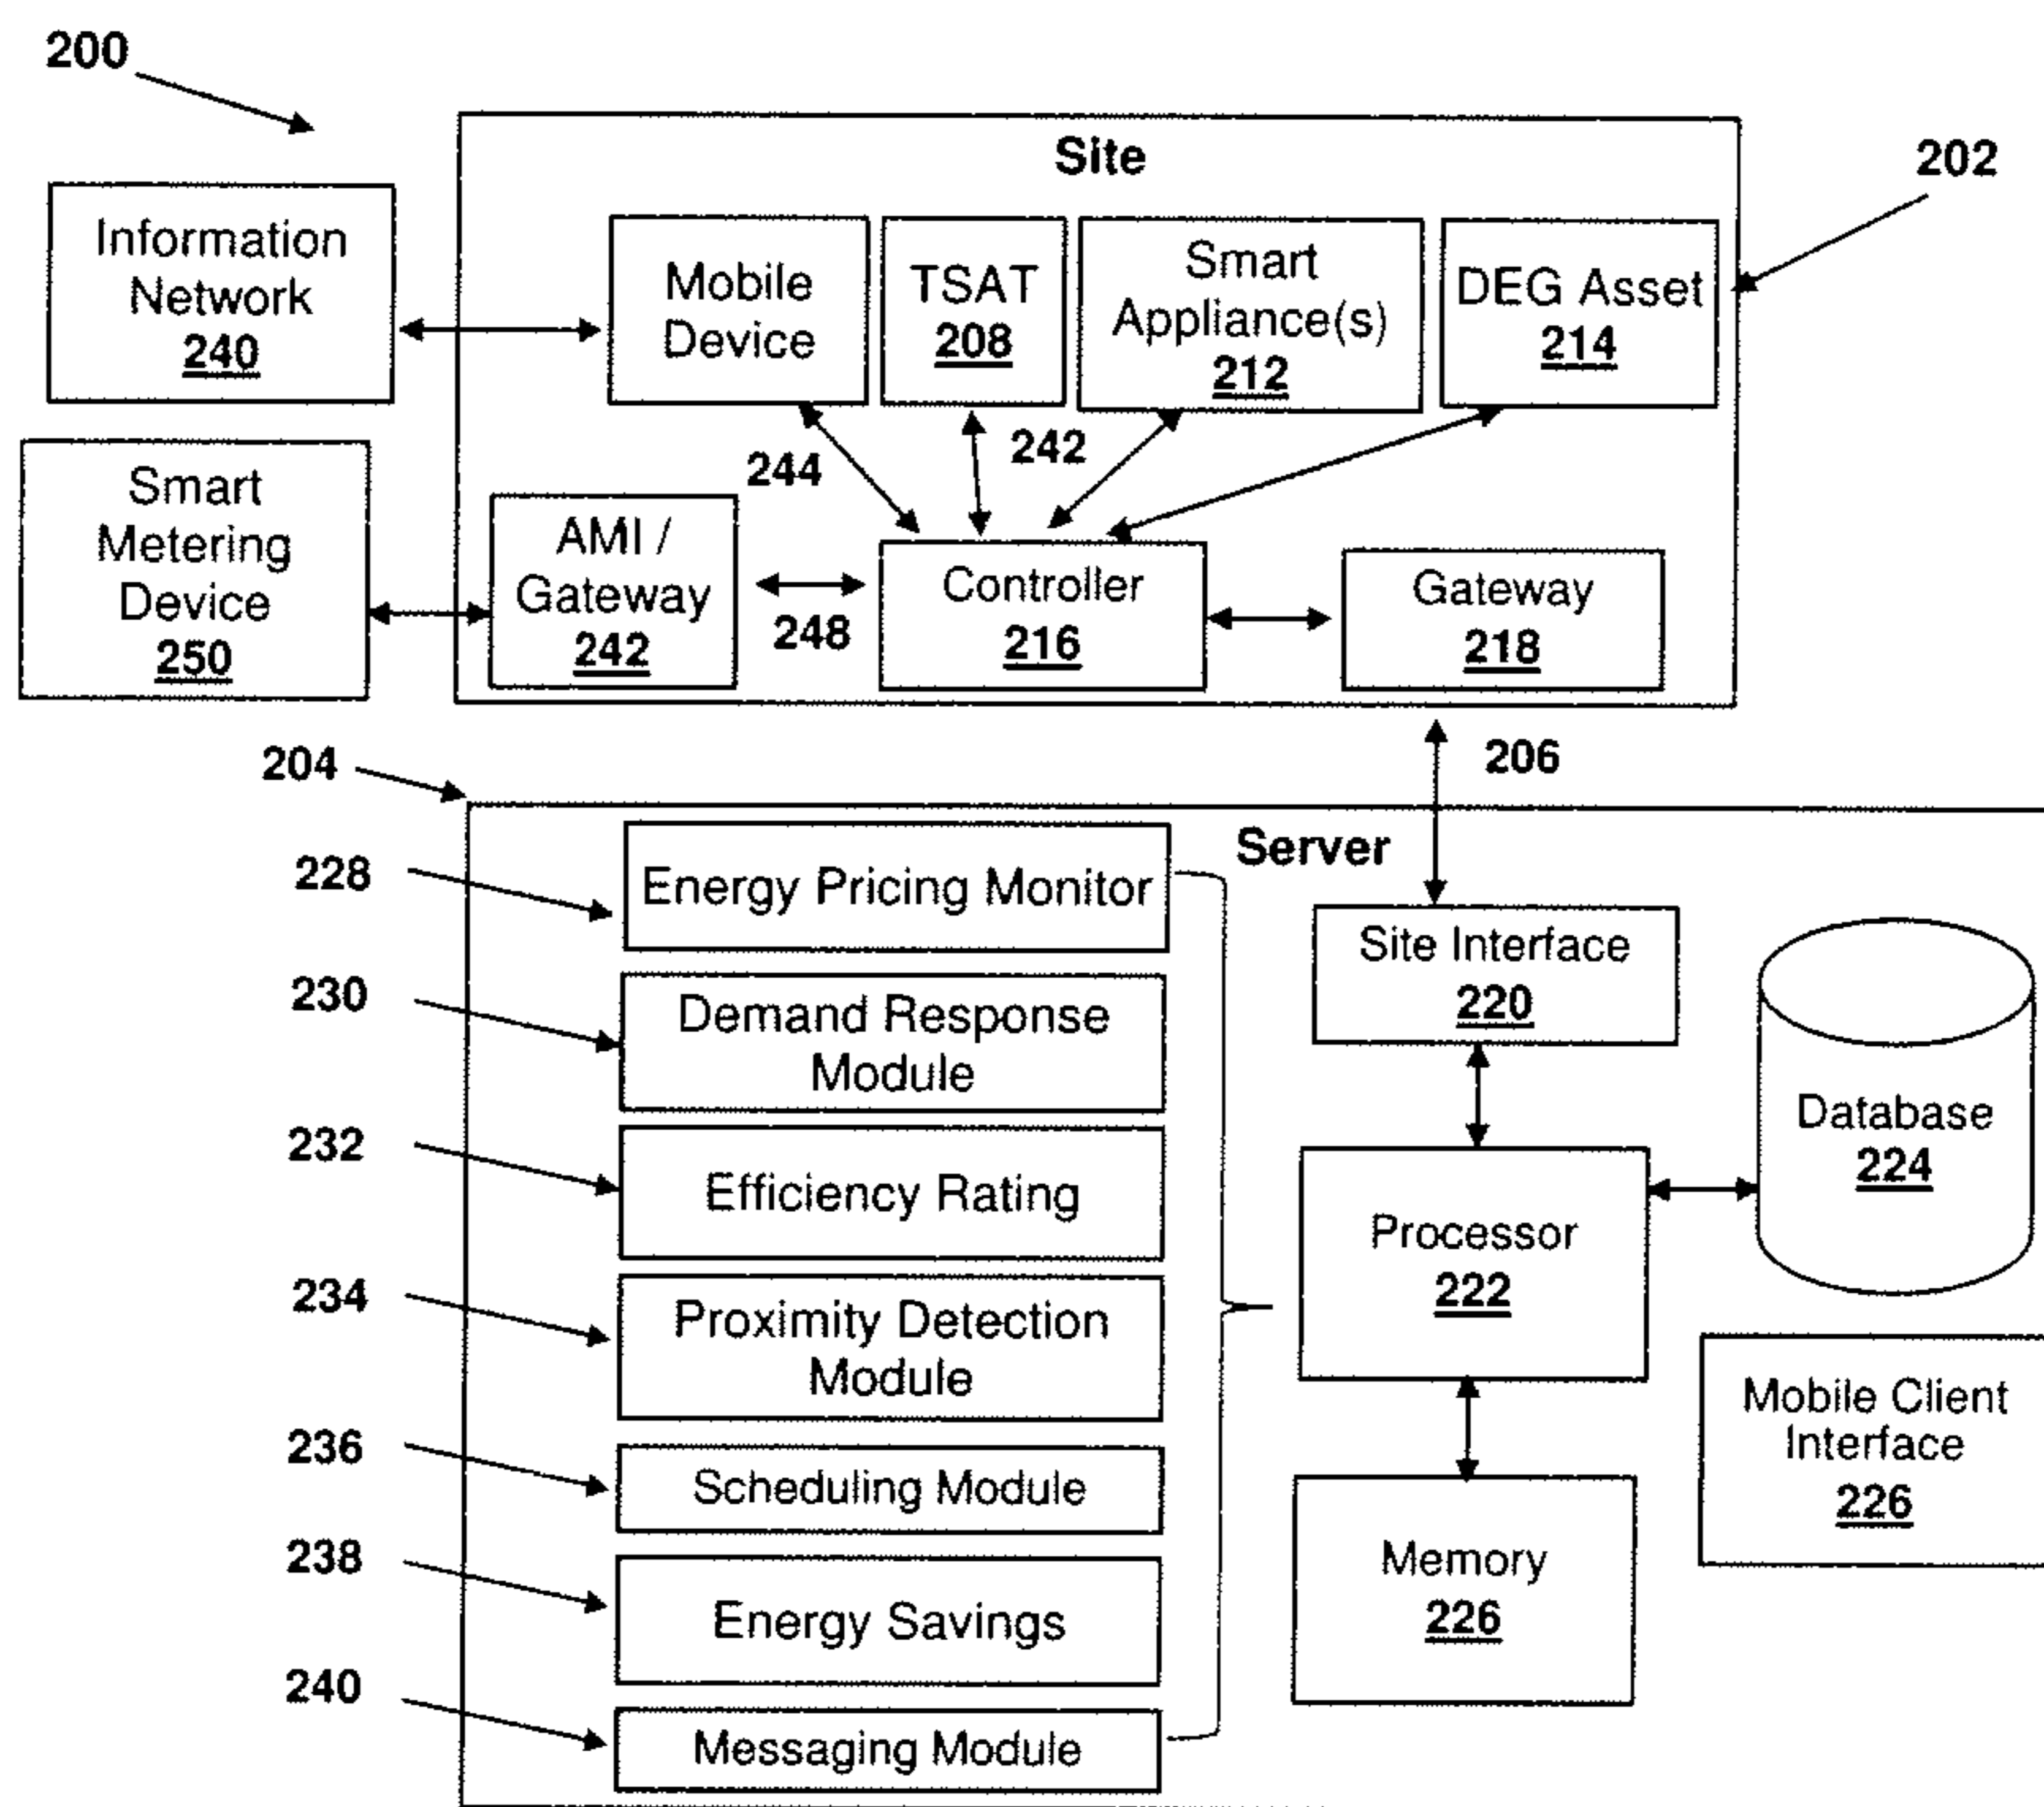 200
Site
202
Information
Network
240
Mobile
Device
TSAT
208
Smart
Appliance(s)
212
DEG Asset
214
244
242
Smart
Metering
Device
250
AMI /
Gateway
242
248
Controller
216
Gateway
218
206
204
Server
228
Energy Pricing Monitor
230
Demand Response
Module
232
Efficiency Rating
234
Proximity Detection
Module
236
Scheduling Module
238
Energy Savings
240
Messaging Module
Site Interface
220
Processor
222
Database
224
Memory
226
Mobile Client
Interface
226